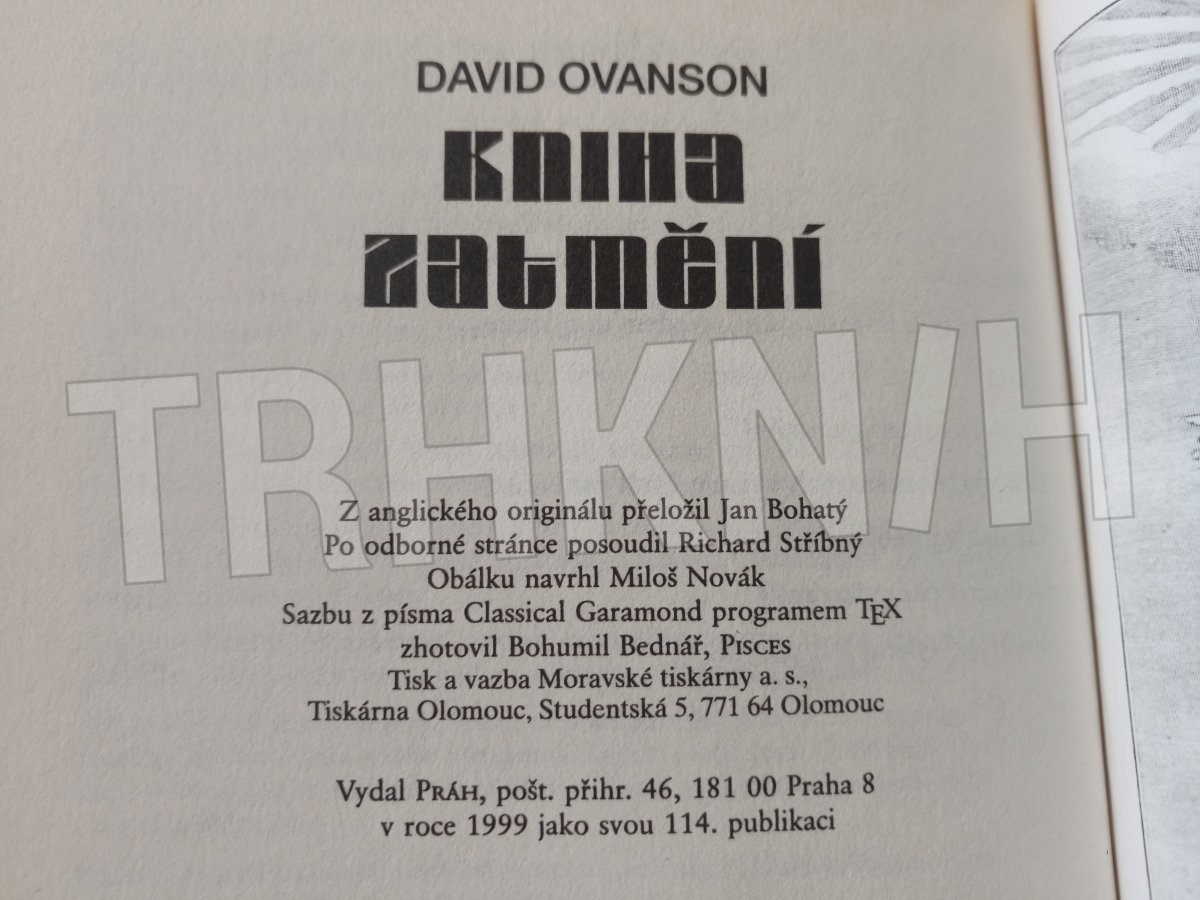 DAVID OVANSON
KNIHA
ZATMĚNÍ
TRHKNIH
Z anglického originálu přeložil Jan Bohatý
Po odborné stránce posoudil Richard Stříbný
Obálku navrhl Miloš Novák
Sazbu z písma Classical Garamond programem TEX
zhotovil Bohumil Bednář, PISCES
Tisk a vazba Moravské tiskárny a. s.,
Tiskárna Olomouc, Studentská 5, 771 64 Olomouc
Vydal PRÁH, pošt. přihr. 46, 181 00 Praha 8
v roce 1999 jako svou 114. publikaci